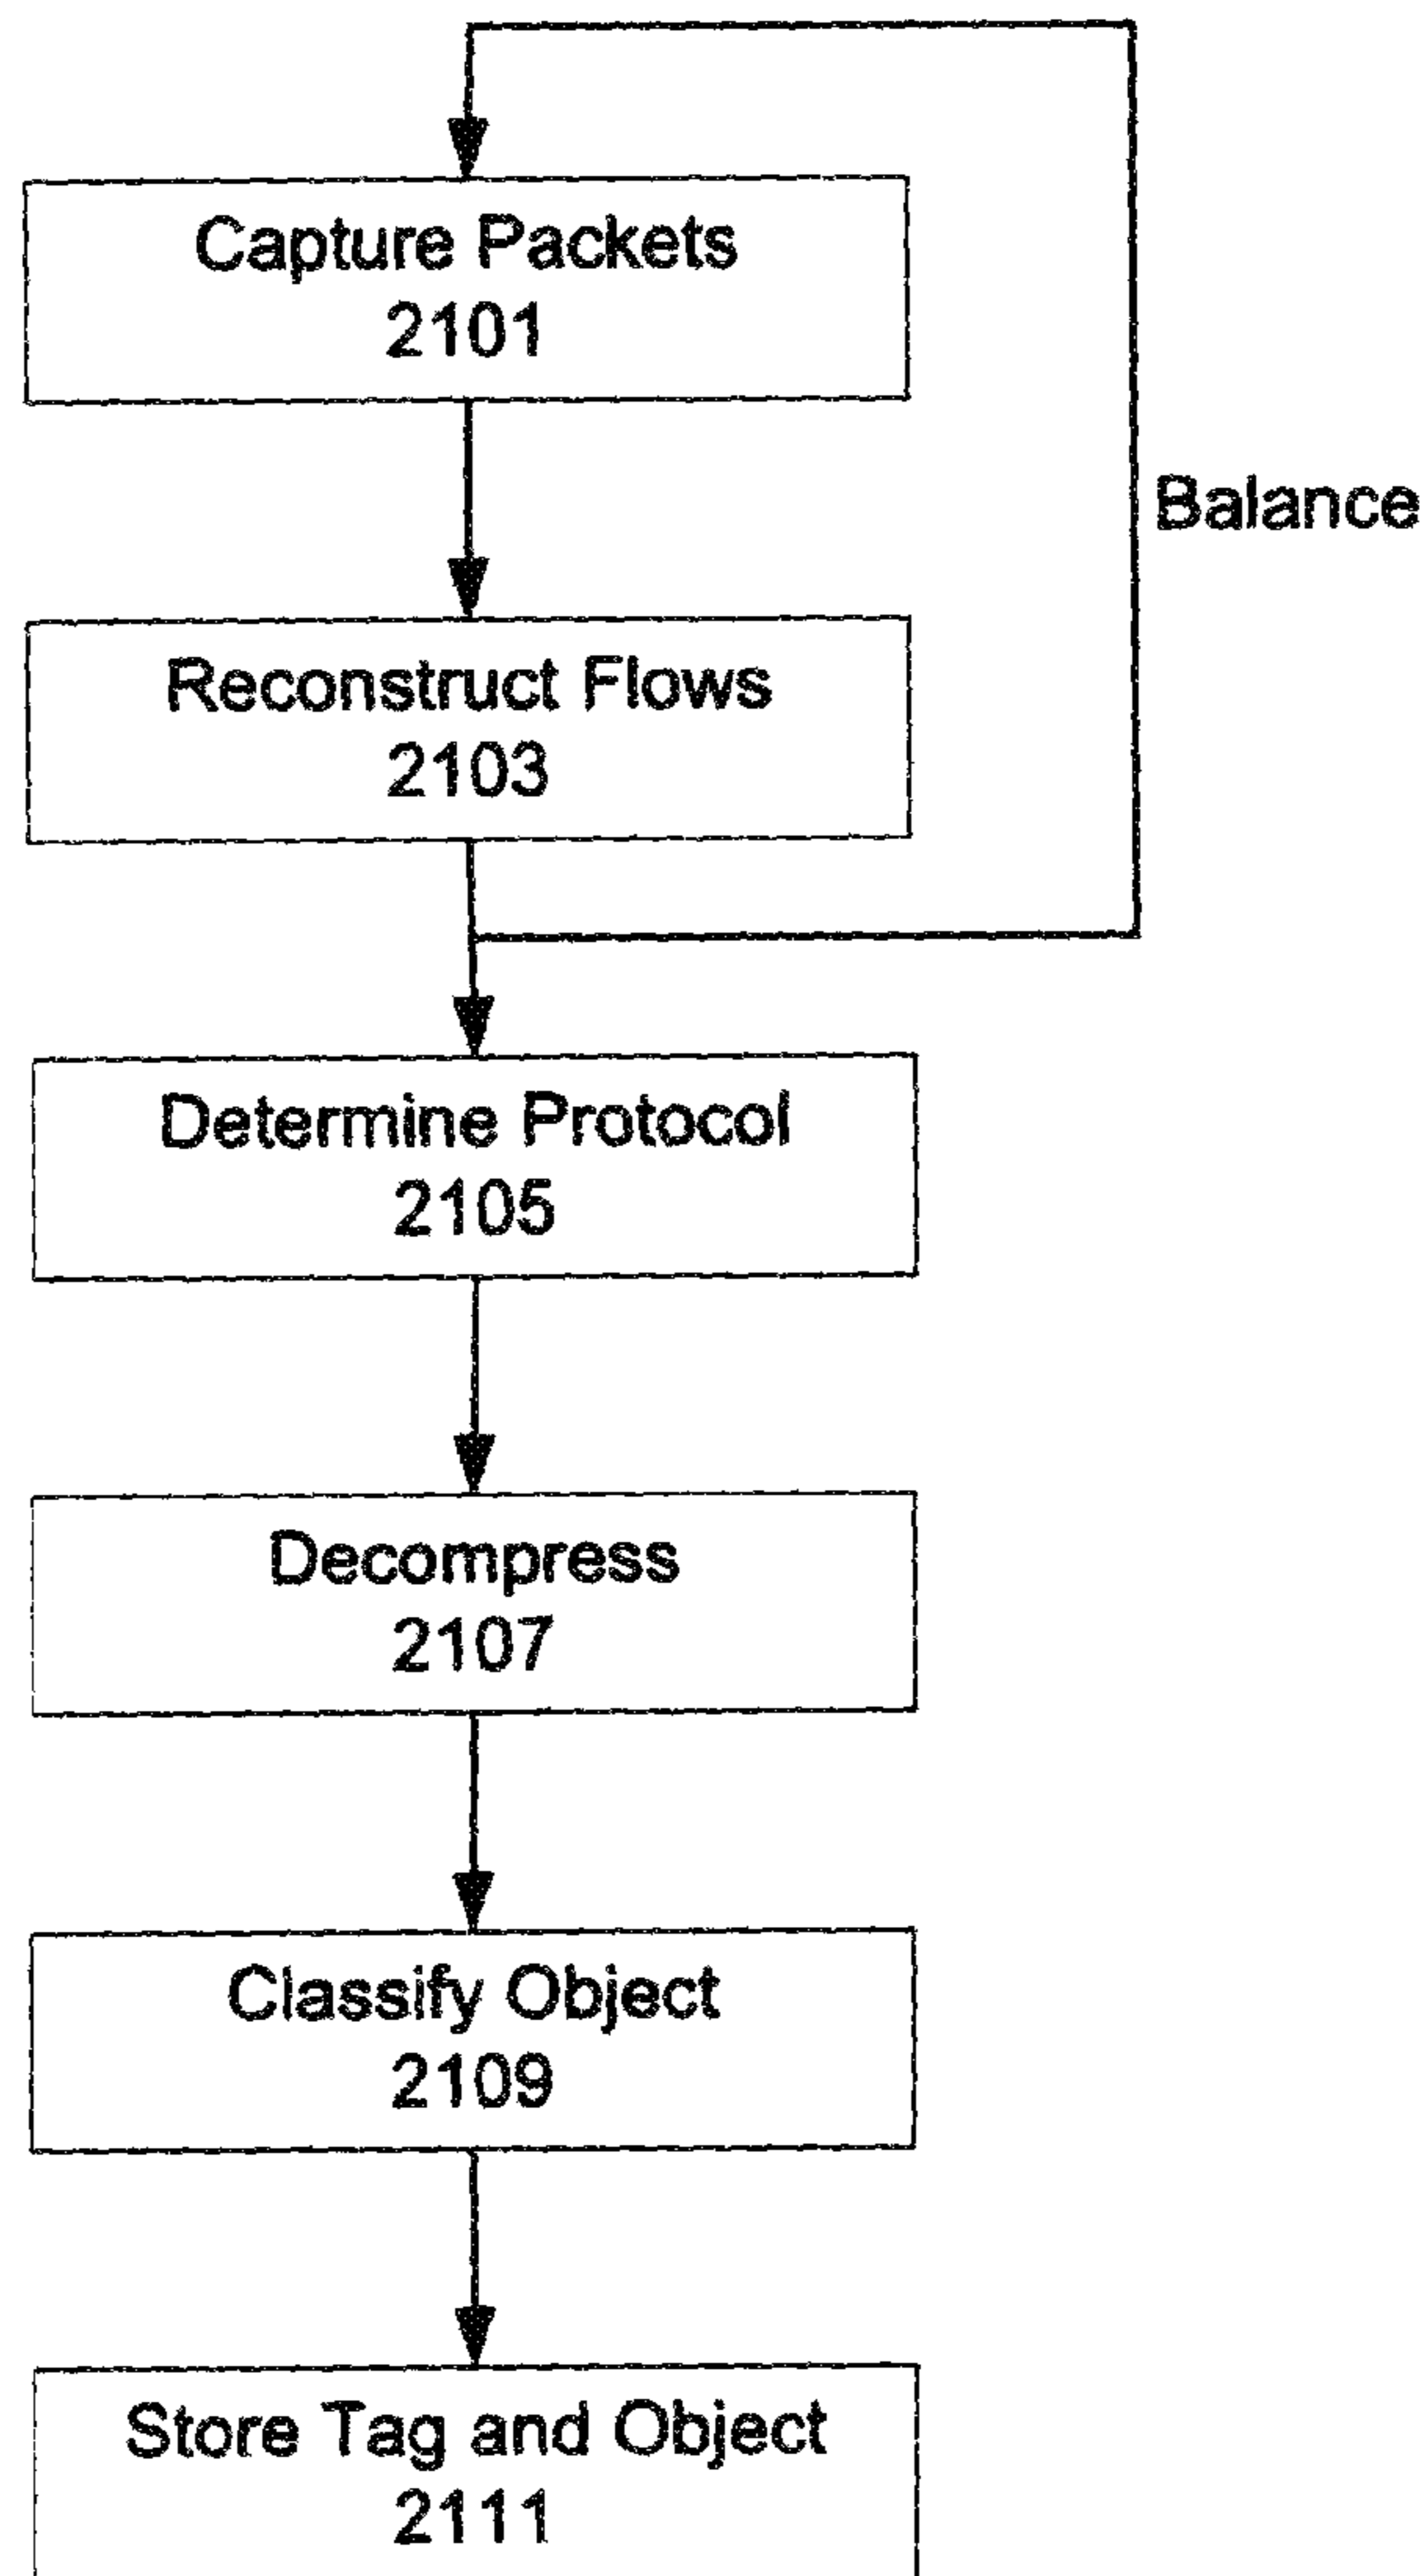 Capture Packets
2101
Balance
Reconstruct Flows
2103
Determine Protocol
2105
Decompress
2107
Classify Object
2109
Store Tag and Object
2111